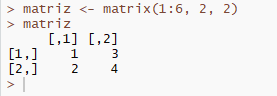 > matriz <- matrix(1:6, 2, 2)
> matriz
     [,1] [,2]
[1,]    1    3
[2,]    2    4
>